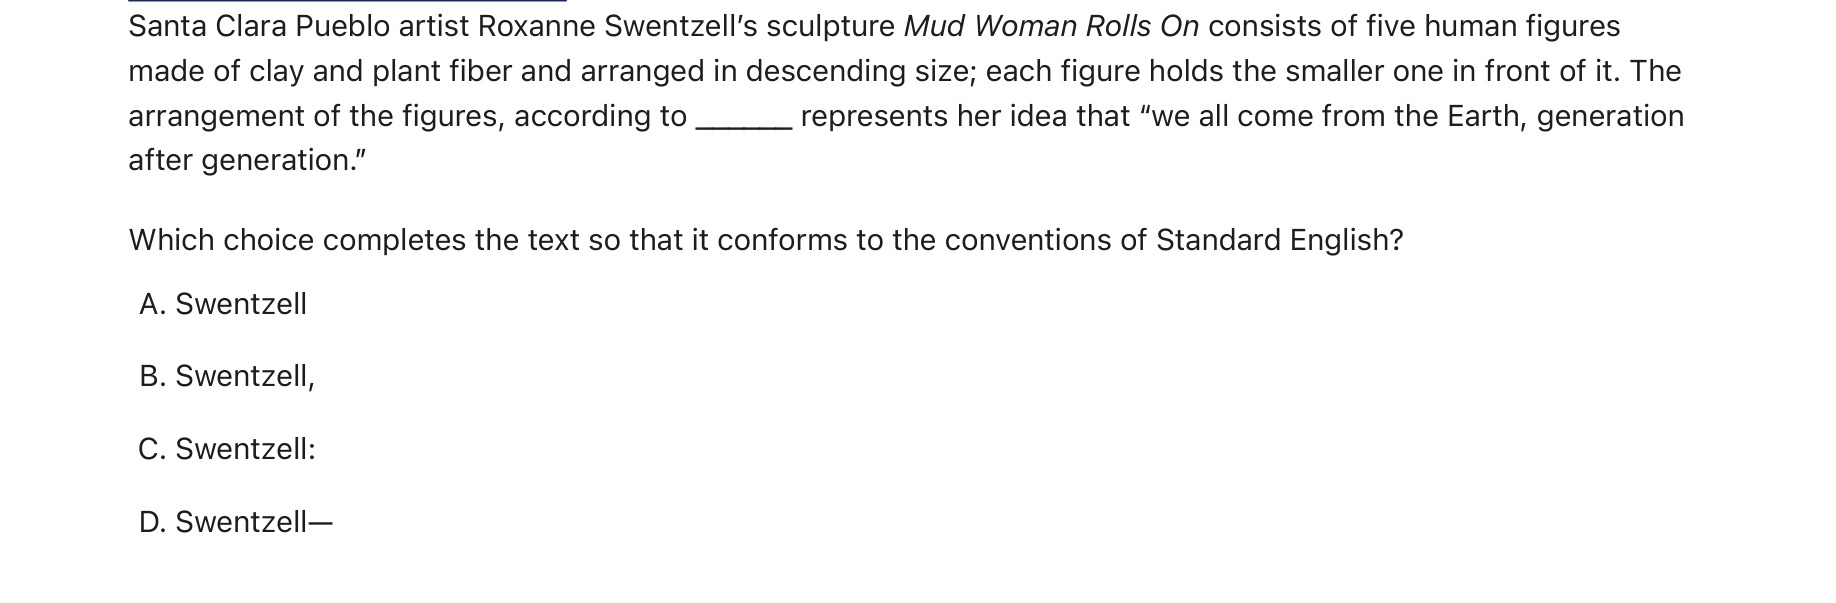 Santa Clara Pueblo artist Roxanne Swentzell’s sculpture Mud Woman Rolls On consists of five human figures
made of clay and plant fiber and arranged in descending size; each figure holds the smaller one in front of it. The
arrangement of the figures, according to ______ represents her idea that “we all come from the Earth, generation
after generation.”
Which choice completes the text so that it conforms to the conventions of Standard English?
A. Swentzell
B. Swentzell,
C. Swentzell:
D. Swentzell—